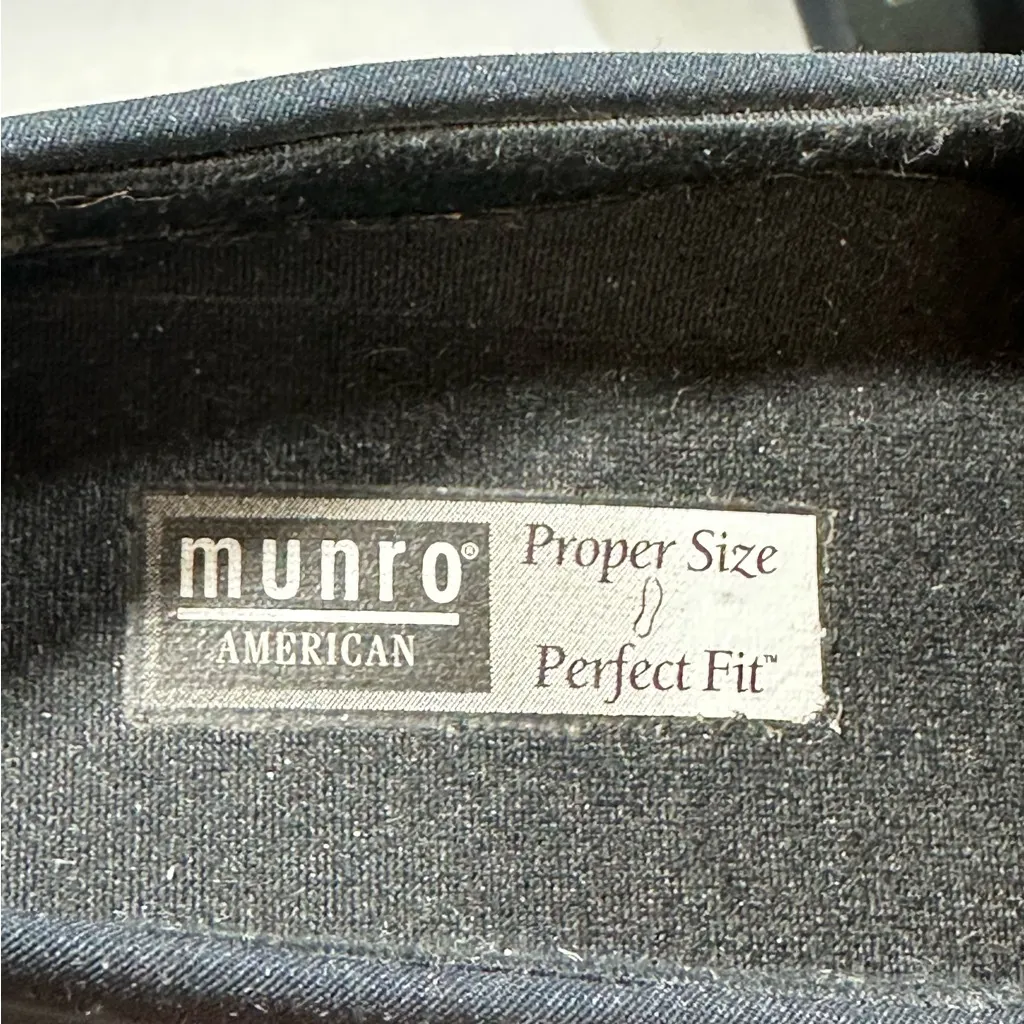 munro®
AMERICAN
Proper Size
Perfect Fit™